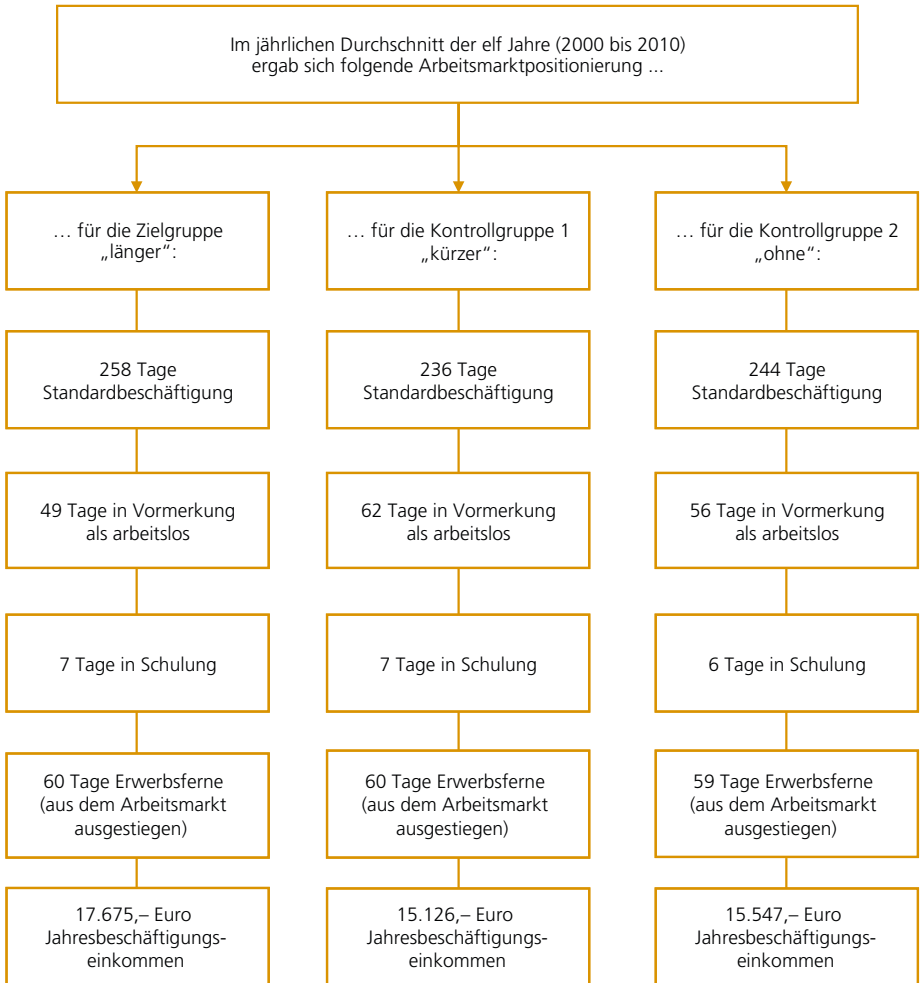 Im jährlichen Durchschnitt der elf Jahre (2000 bis 2010)
ergab sich folgende Arbeitsmarktpositionierung ...
… für die Zielgruppe
„länger“:
258 Tage
Standardbeschäftigung
49 Tage in Vormerkung
als arbeitslos
7 Tage in Schulung
60 Tage Erwerbsferne
(aus dem Arbeitsmarkt
ausgestiegen)
17.675,– Euro
Jahresbeschäftigungs-
einkommen
… für die Kontrollgruppe 1
„kürzer“:
236 Tage
Standardbeschäftigung
62 Tage in Vormerkung
als arbeitslos
7 Tage in Schulung
60 Tage Erwerbsferne
(aus dem Arbeitsmarkt
ausgestiegen)
15.126,– Euro
Jahresbeschäftigungs-
einkommen
… für die Kontrollgruppe 2
„ohne“:
244 Tage
Standardbeschäftigung
56 Tage in Vormerkung
als arbeitslos
6 Tage in Schulung
59 Tage Erwerbsferne
(aus dem Arbeitsmarkt
ausgestiegen)
15.547,– Euro
Jahresbeschäftigungs-
einkommen